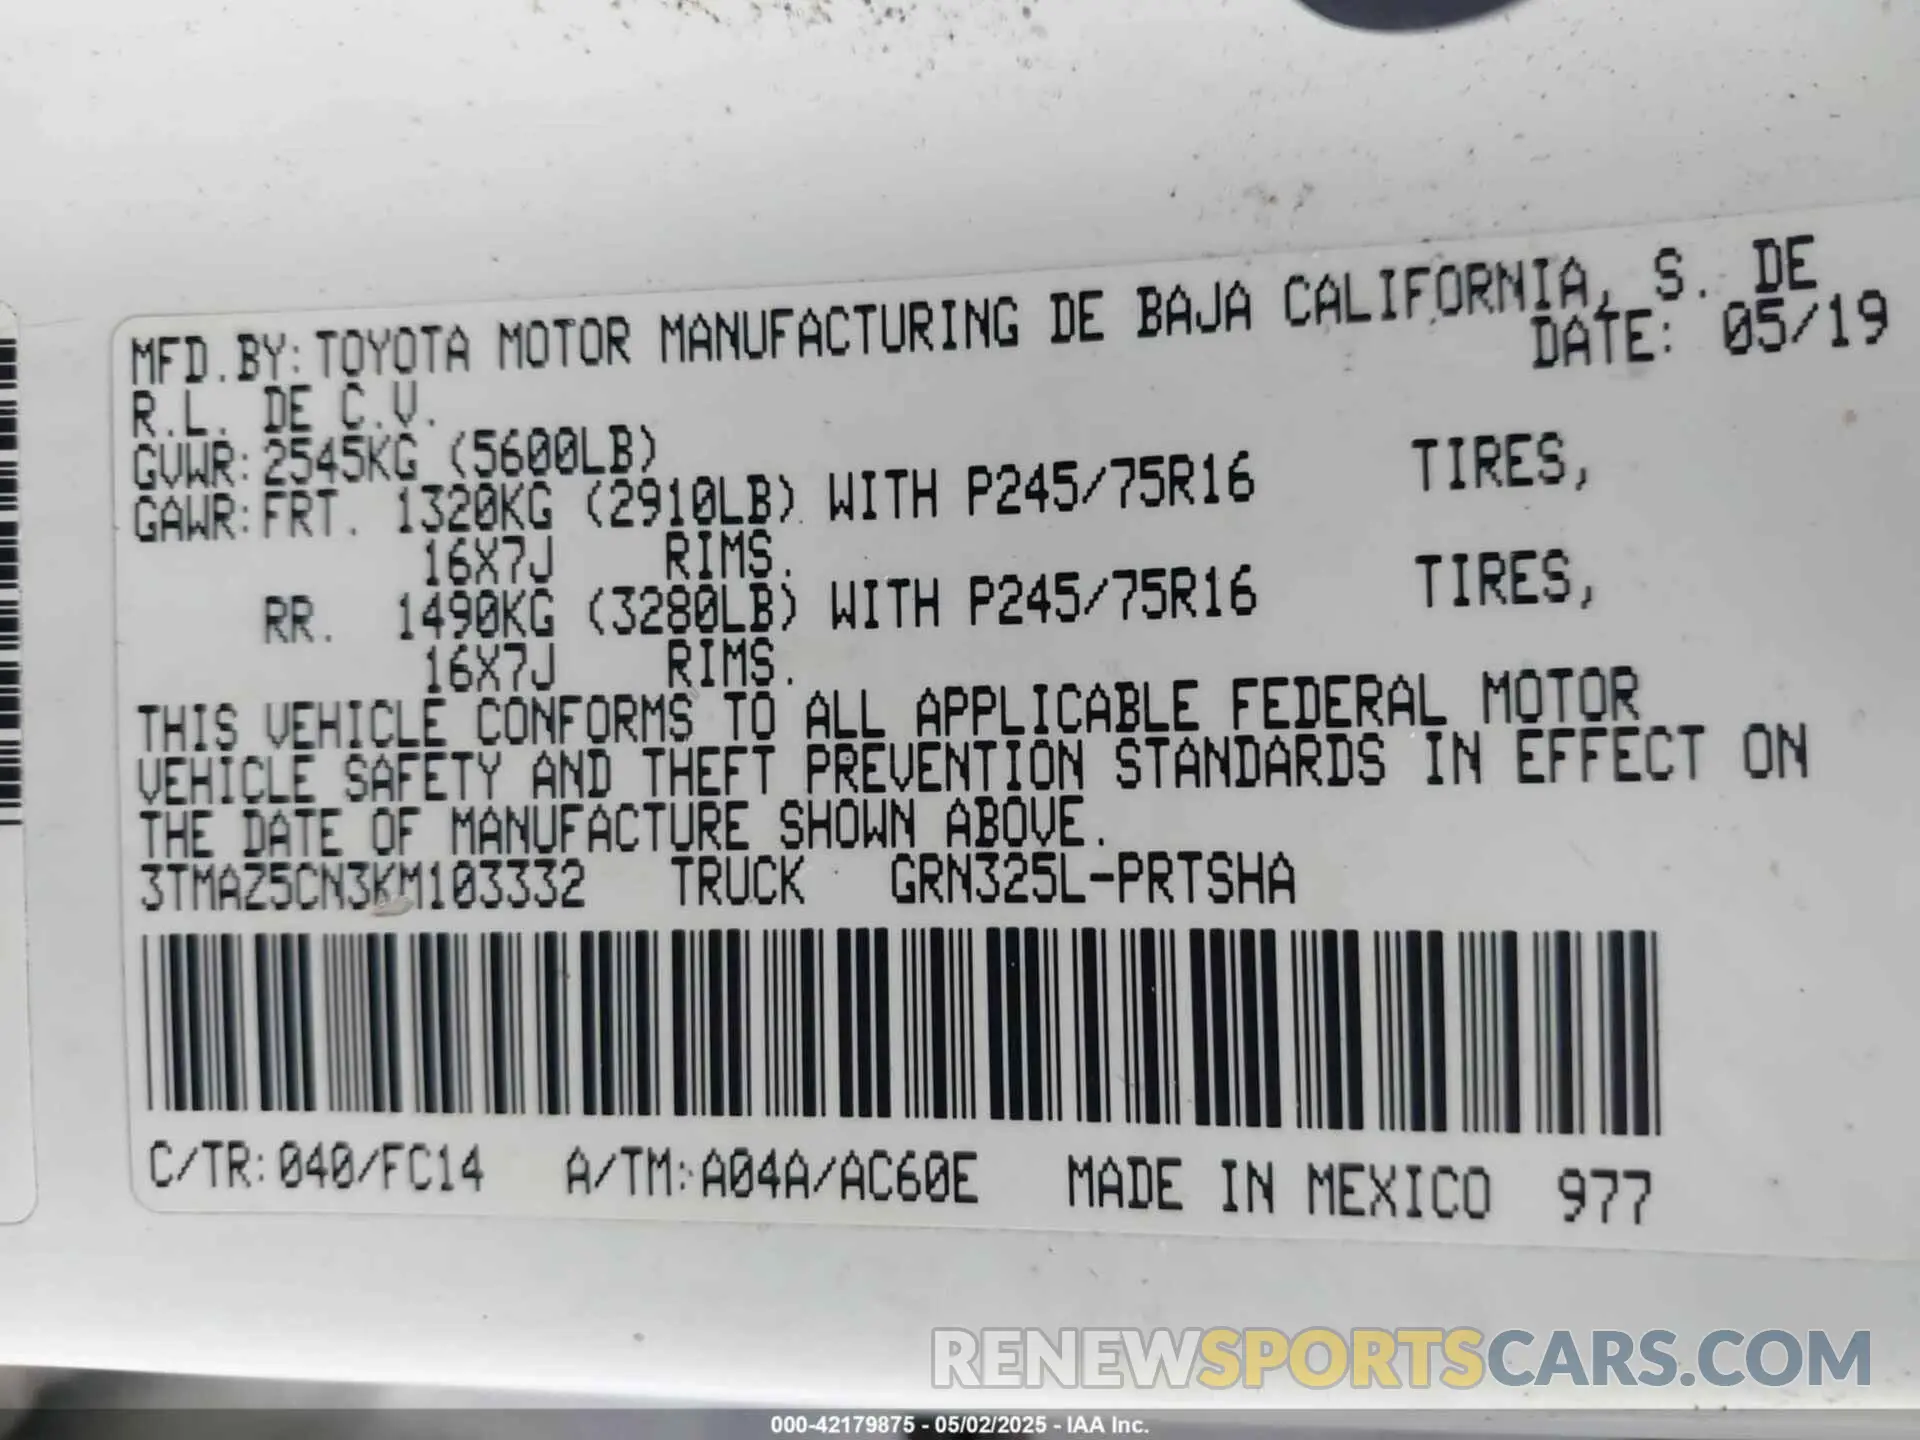 MFD.BY:TOYOTA MOTOR MANUFACTURING DE BAJA CALIFORNIA, S. DE
R.L. DE C.V. DATE: 05/19
GVWR:2545KG (5600LB)
GAWR:FRT. 1320KG (2910LB) WITH P245/75R16 TIRES,
16X7J RIMS.
RR. 1490KG (3280LB) WITH P245/75R16 TIRES,
16X7J RIMS.
THIS VEHICLE CONFORMS TO ALL APPLICABLE FEDERAL MOTOR
VEHICLE SAFETY AND THEFT PREVENTION STANDARDS IN EFFECT ON
THE DATE OF MANUFACTURE SHOWN ABOVE.
3TMAZ5CN3KM103332 TRUCK GRN325L-PRTSHA
C/TR:040/FC14 A/TM:A04A/AC60E MADE IN MEXICO 977
RENEWSPORTSCARS.COM
000-42179875 - 05/02/2025 - IAA Inc.